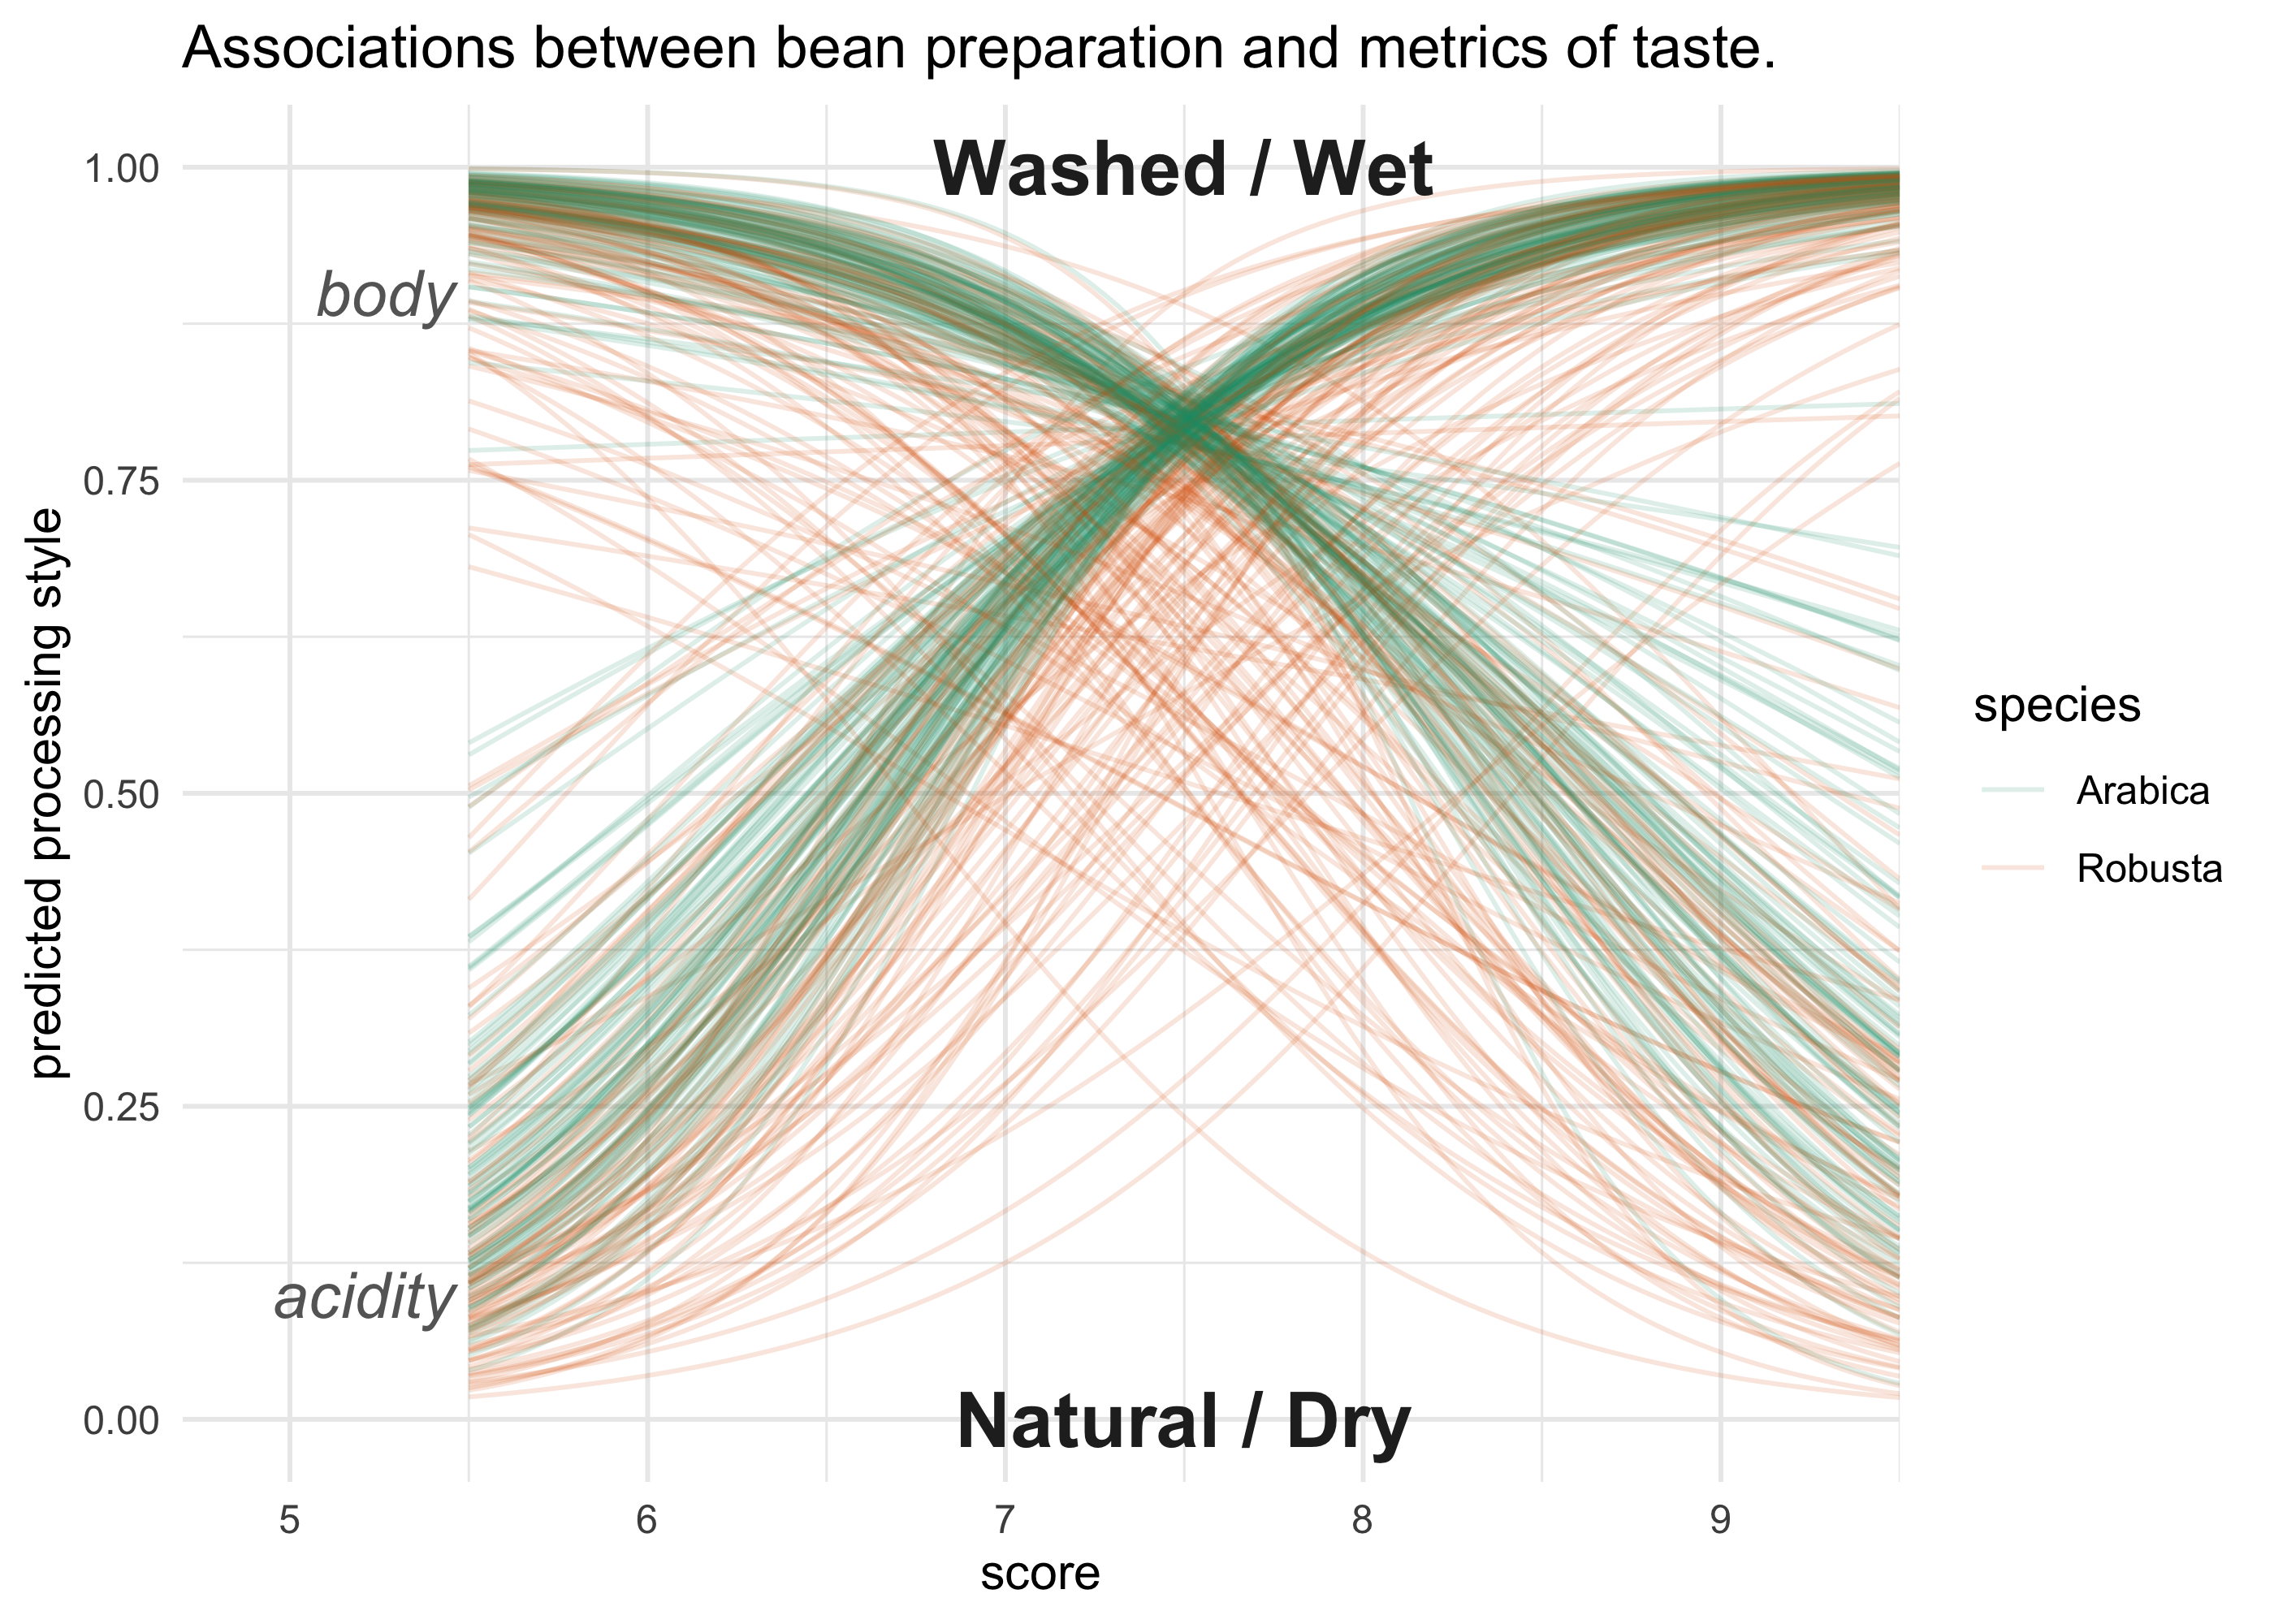 Associations between bean preparation and metrics of taste.
Washed / Wet
1.00
body
0.75
predicted processing style
0.50
0.25
acidity
0.00
Natural / Dry
5 6 7 8 9
score
species
Arabica
Robusta